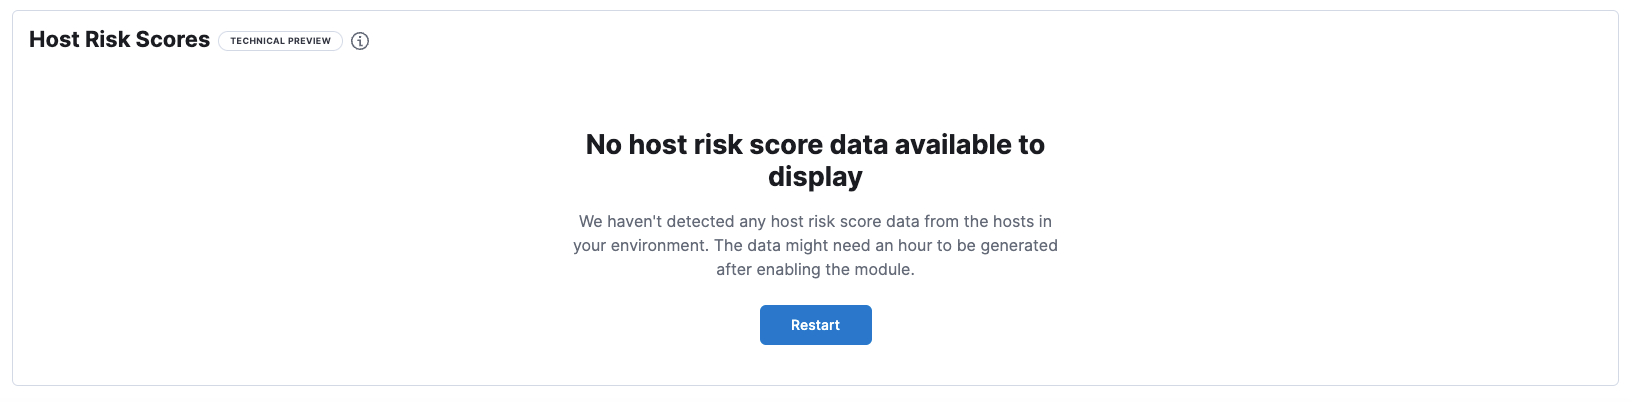 Host Risk Scores TECHNICAL PREVIEW
No host risk score data available to
display
We haven't detected any host risk score data from the hosts in
your environment. The data might need an hour to be generated
after enabling the module.
Restart